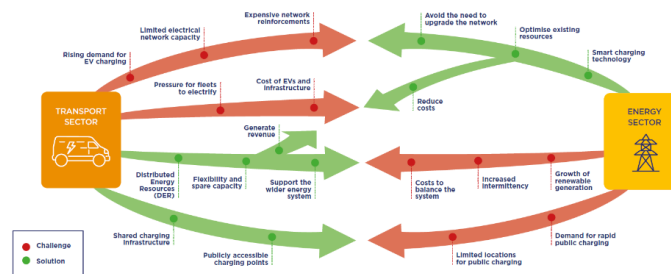 Expensive network
reinforcements
Limited electrical
network capacity
Rising demand for
EV charging
Avoid the need to
upgrade the network
Optimise existing
resources
Smart charging
technology
TRANSPORT
SECTOR
Pressure for fleets
to electrify
Cost of EVs and
Infrastructure
Reduce
costs
ENERGY
SECTOR
Generate
revenue
Distributed
Energy
Resources
(DER)
Flexibility and
spare capacity
Support the
wider energy
system
Costs to
balance the
system
Increased
Intermittency
Growth of
renewable
generation
Challenge
Solution
Shared charging
Infrastructure
Publicly accessible
charging points
Limited locations
for public charging
Demand for rapid
public charging